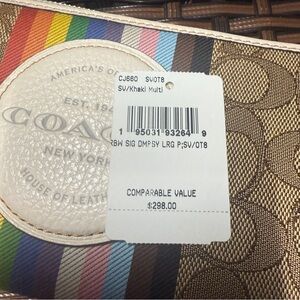 AMERICA'S
EST. 194
COAC
NEW YORK
HOUSE OF LEATH
CJ660 SVOT8
SV/Khaki Multi
1 95031 93264 9
RBW SIG DMPSY LRG P;SV/OT8
COMPARABLE VALUE
$298.00